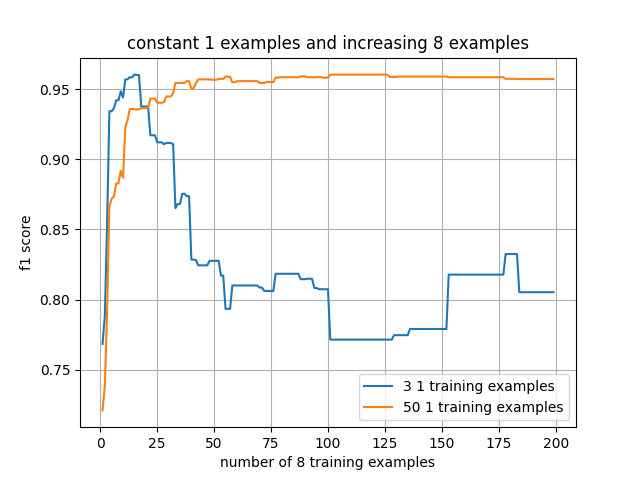 constant 1 examples and increasing 8 examples
f1 score
0.95
0.90
0.85
0.80
0.75
3 1 training examples
50 1 training examples
0 25 50 75 100 125 150 175 200
number of 8 training examples